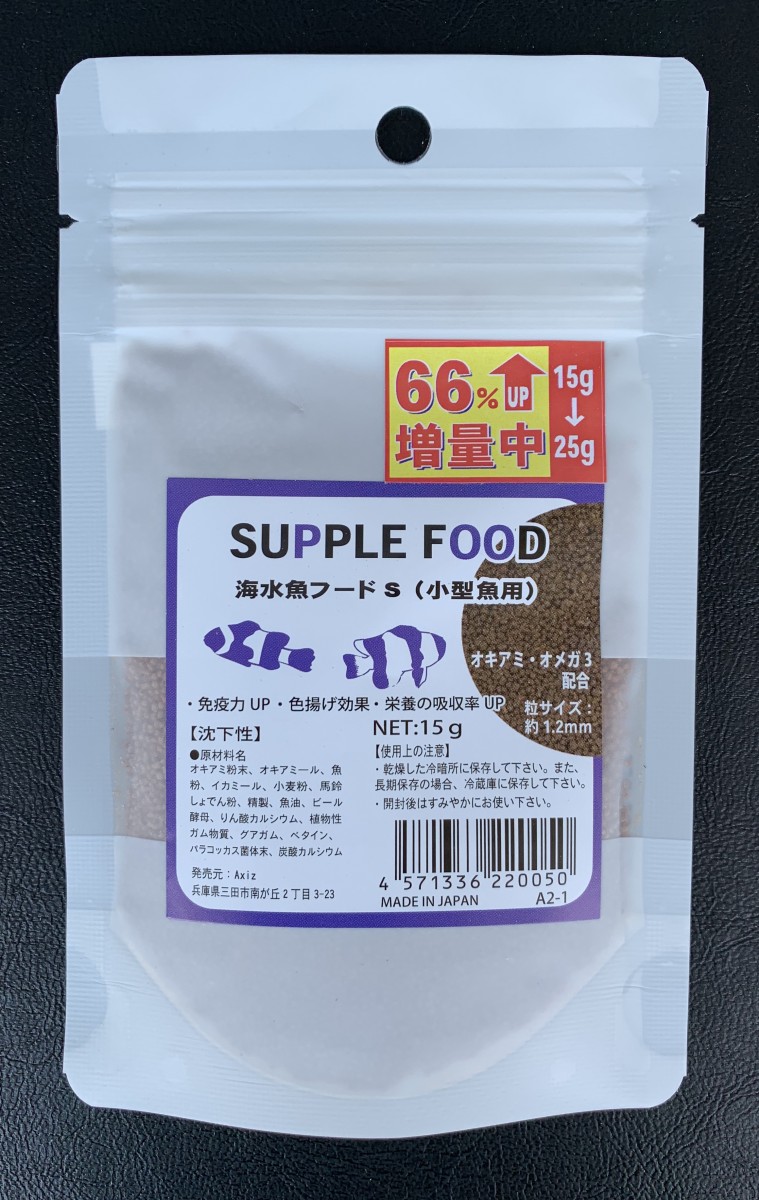 66% UP
増量中
15g
↓
25g
SUPPLE FOOD
海水魚フード S（小型魚用）
オキアミ・オメガ3
配合
・免疫力 UP ・色揚げ効果・栄養の吸収率 UP
粒サイズ：
約 1.2mm
【沈下性】
NET:15 g
●原材料名
オキアミ粉末、オキアミール、魚
粉、イカミール、小麦粉、馬鈴
しょでん粉、精製、魚油、ビール
酵母、りん酸カルシウム、植物性
ガム物質、グアガム、ベタイン、
パラコッカス菌体末、炭酸カルシウム
発売元：Axiz
兵庫県三田市南が丘２丁目 3-23
【使用上の注意】
・乾燥した冷暗所に保存して下さい。また、
長期保存の場合、冷蔵庫に保存して下さい。
・開封後はすみやかにお使い下さい。
4 571336 220050
MADE IN JAPAN
A2-1